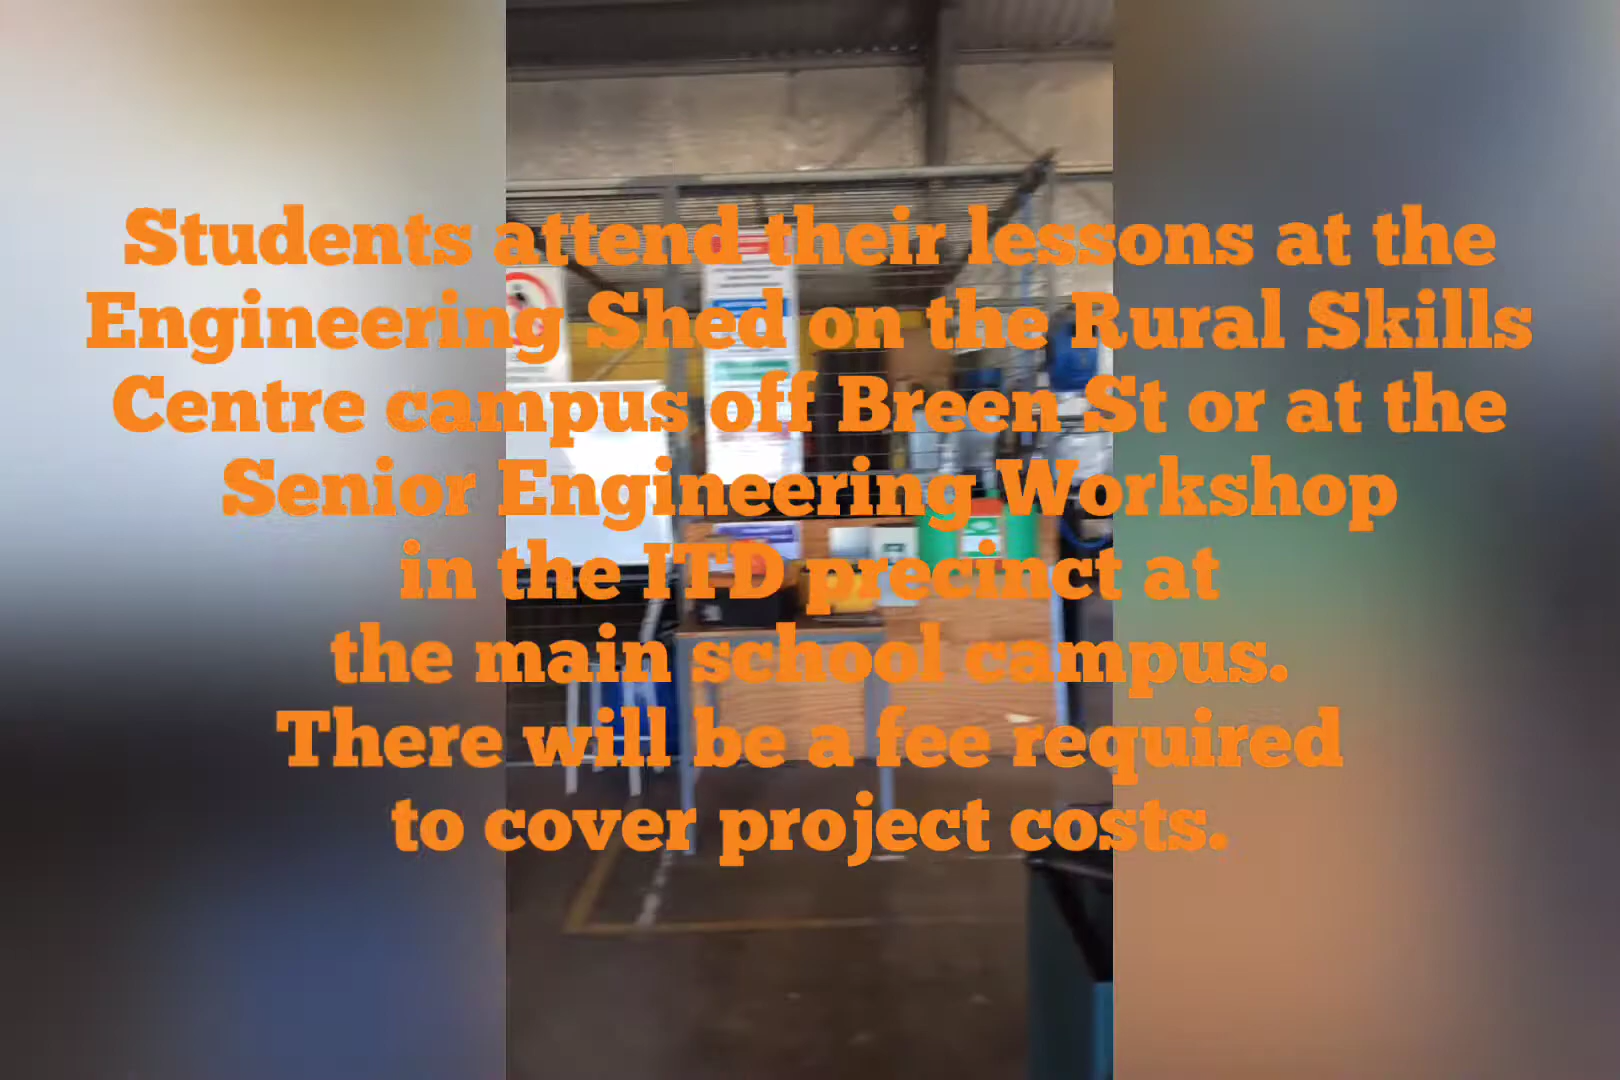 Students attend their lessons at the
Engineering Shed on the Rural Skills
Centre campus off Breen St or at the
Senior Engineering Workshop
in the ITD precinct at
the main school campus.
There will be a fee required
to cover project costs.